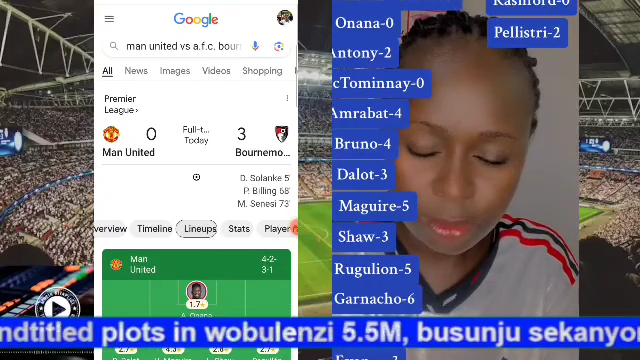 Google
man united vs a.f.c. bourn
All News Images Videos Shopping
Premier
League
0 Full-t... 3
Today
Man United Bournemo...
D. Solanke 5'
P. Billing 68'
M. Senesi 73'
verview Timeline Lineups Stats Player
Man
United
4-2-
3-1
1.7
A. Onana
Rashford-0
Onana-0
Pellistri-2
Antony-2
cTominnay-0
Amrabat-4
Bruno-4
Dalot-3
Maguire-5
Shaw-3
Rugulion-5
Garnacho-6
ndtitled plots in wobulenzi 5.5M, busunju sekanyo